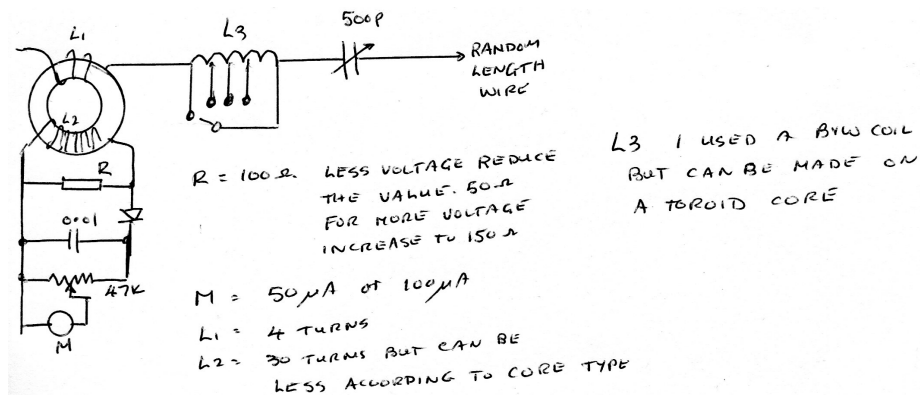 L1
L3
500p
RANDOM
LENGTH
WIRE
L2
R
0.01
47K
M
R = 100Ω LESS VOLTAGE REDUCE
THE VALUE. 50Ω
FOR MORE VOLTAGE
INCREASE TO 150Ω
M = 50µA or 100µA
L1 = 4 TURNS
L2 = 30 TURNS BUT CAN BE
LESS ACCORDING TO CORE TYPE
L3 I USED A B&W COIL
BUT CAN BE MADE ON
A TOROID CORE